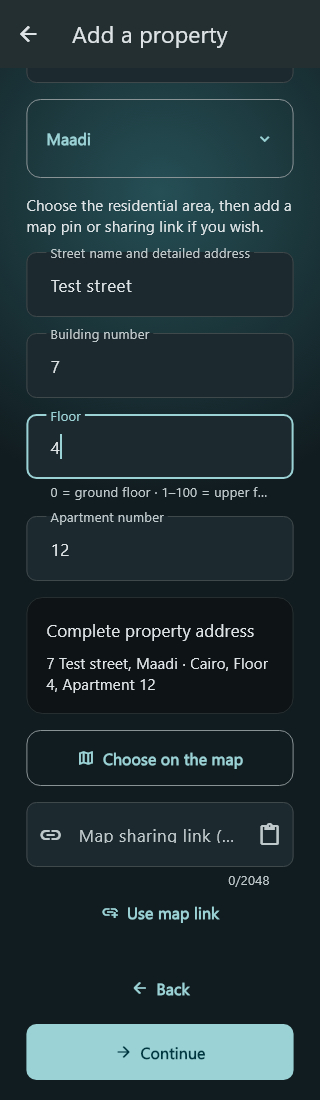 Add a property
Maadi
Choose the residential area, then add a
map pin or sharing link if you wish.
Street name and detailed address
Test street
Building number
7
Floor
4
0 = ground floor · 1–100 = upper f...
Apartment number
12
Complete property address
7 Test street, Maadi · Cairo, Floor
4, Apartment 12
Choose on the map
Map sharing link (...
0/2048
Use map link
Back
Continue